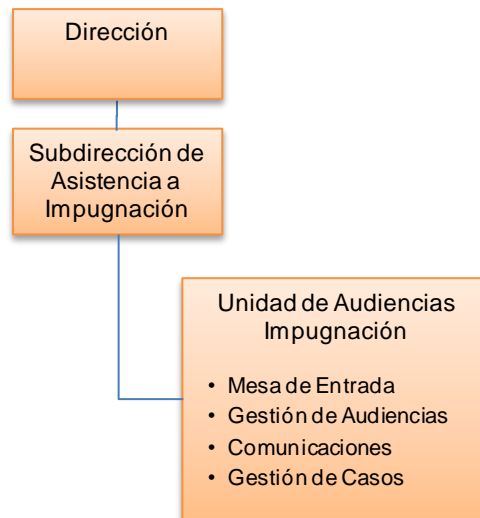 Dirección
Subdirección de
Asistencia a
Impugnación
Unidad de Audiencias
Impugnación
• Mesa de Entrada
• Gestión de Audiencias
• Comunicaciones
• Gestión de Casos